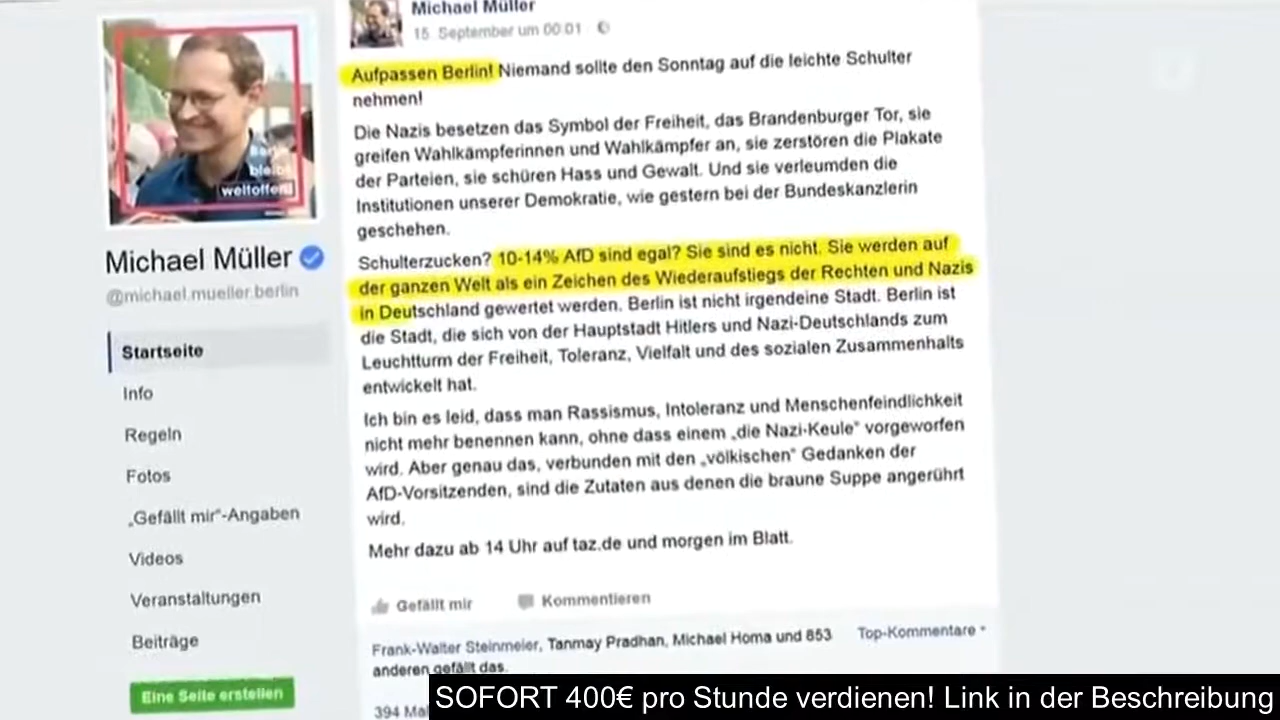 Michael Müller
15. September um 00:01
Aufpassen Berlin! Niemand sollte den Sonntag auf die leichte Schulter
nehmen!
Die Nazis besetzen das Symbol der Freiheit, das Brandenburger Tor, sie
greifen Wahlkämpferinnen und Wahlkämpfer an, sie zerstören die Plakate
der Parteien, sie schüren Hass und Gewalt. Und sie verleumden die
Institutionen unserer Demokratie, wie gestern bei der Bundeskanzlerin
geschehen.
Schulterzucken? 10-14% AfD sind egal? Sie sind es nicht. Sie werden auf
der ganzen Welt als ein Zeichen des Wiederaufstiegs der Rechten und Nazis
in Deutschland gewertet werden. Berlin ist nicht irgendeine Stadt. Berlin ist
die Stadt, die sich von der Hauptstadt Hitlers und Nazi-Deutschlands zum
Leuchtturm der Freiheit, Toleranz, Vielfalt und des sozialen Zusammenhalts
entwickelt hat.
Ich bin es leid, dass man Rassismus, Intoleranz und Menschenfeindlichkeit
nicht mehr benennen kann, ohne dass einem „die Nazi-Keule“ vorgeworfen
wird. Aber genau das, verbunden mit den „völkischen“ Gedanken der
AfD-Vorsitzenden, sind die Zutaten aus denen die braune Suppe angerührt
wird.
Mehr dazu ab 14 Uhr auf taz.de und morgen im Blatt.
Gefällt mir Kommentieren
Frank-Walter Steinmeier, Tanmay Pradhan, Michael Homa und 853
anderen gefällt das.
Top-Kommentare
394 Mal
bleibt
weltoffen!
Michael Müller
@michael.mueller.berlin
Startseite
Info
Regeln
Fotos
„Gefällt mir“-Angaben
Videos
Veranstaltungen
Beiträge
Eine Seite erstellen
SOFORT 400€ pro Stunde verdienen! Link in der Beschreibung